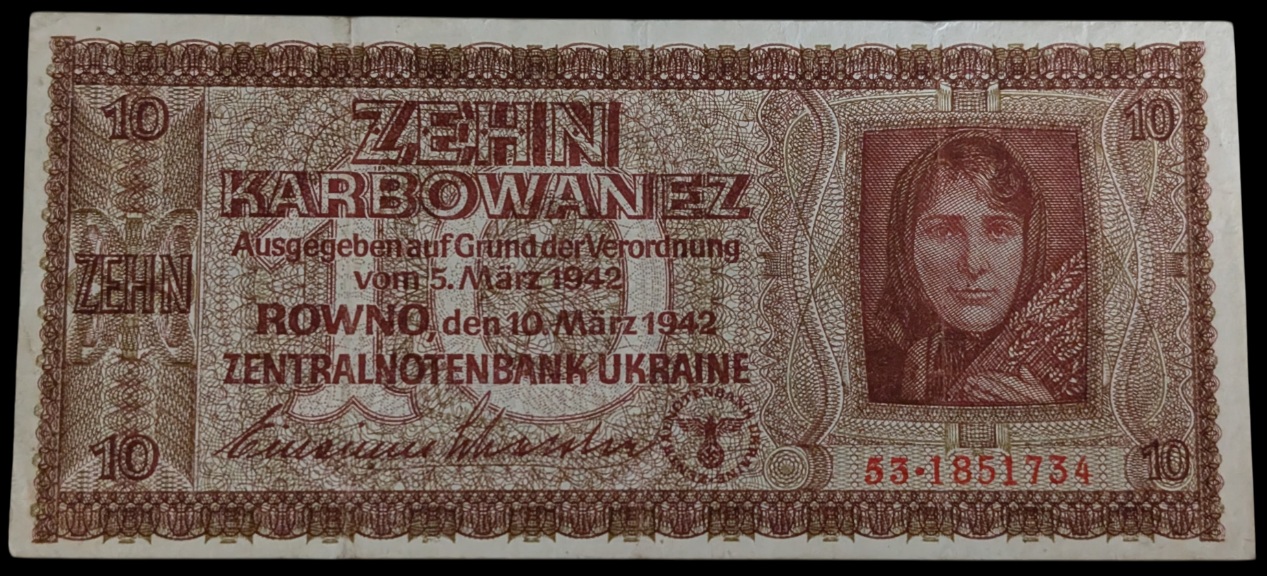 10
10
ZEHN
KARBOWANEZ
Ausgegeben auf Grund der Verordnung
ZEHN
vom 5. März 1942
ROWNO, den 10. März 1942
ZENTRALNOTENBANK UKRAINE
10
10
53·1851734
10